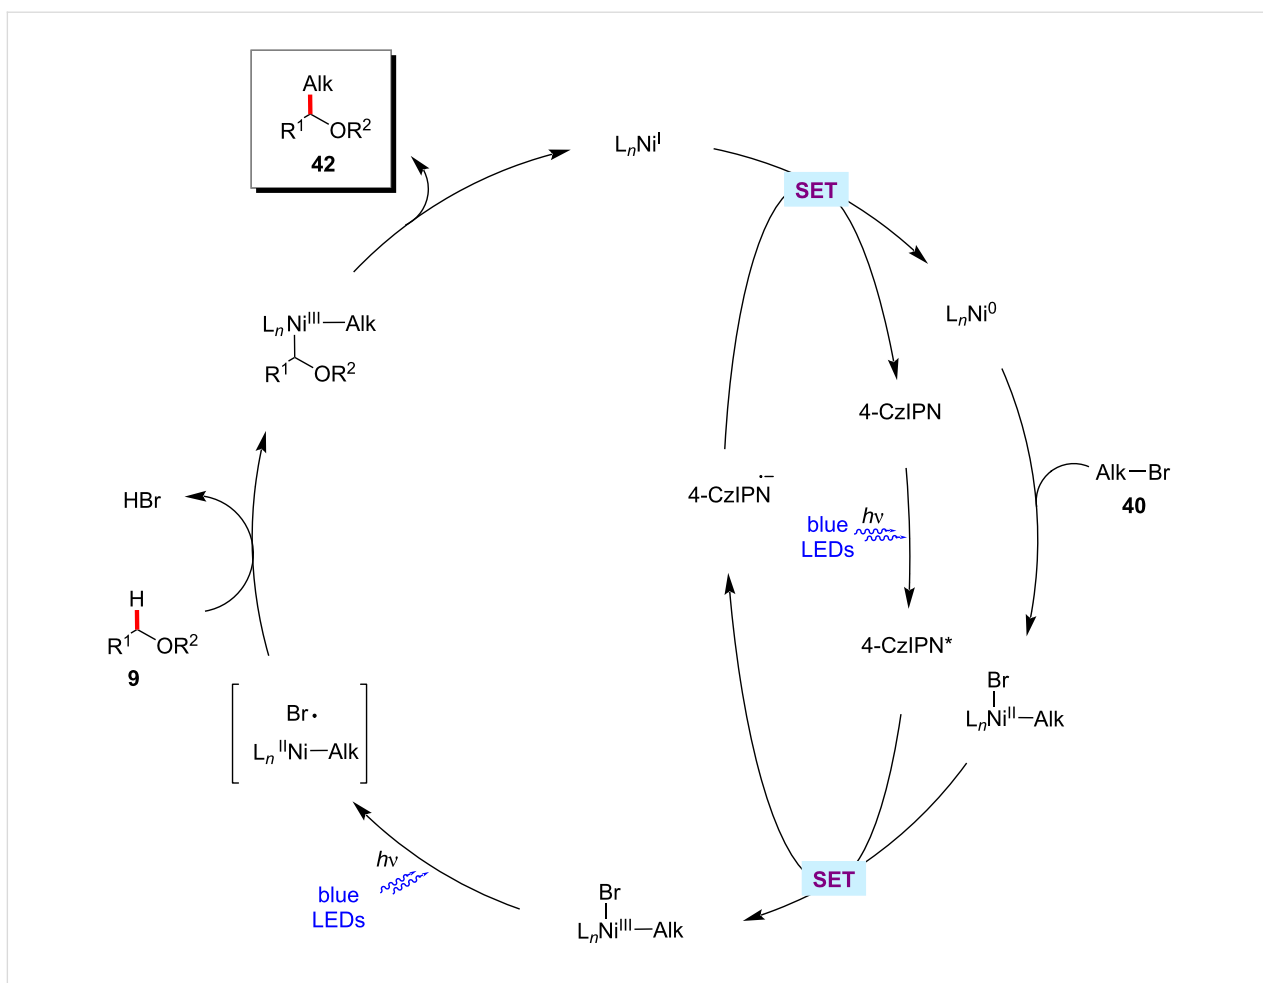 Alk
R¹ OR²
42
LₙNiᴵ
SET
LₙNi⁰
LₙNiᴵᴵᴵ—Alk
R¹ OR²
4-CzIPN
Alk—Br
40
4-CzIPN•−
HBr
hν
blue
LEDs
H
R¹ OR²
9
4-CzIPN*
Br
LₙNiᴵᴵ—Alk
Br•
Lₙ ᴵᴵNi—Alk
hν
blue
LEDs
SET
Br
LₙNiᴵᴵᴵ—Alk